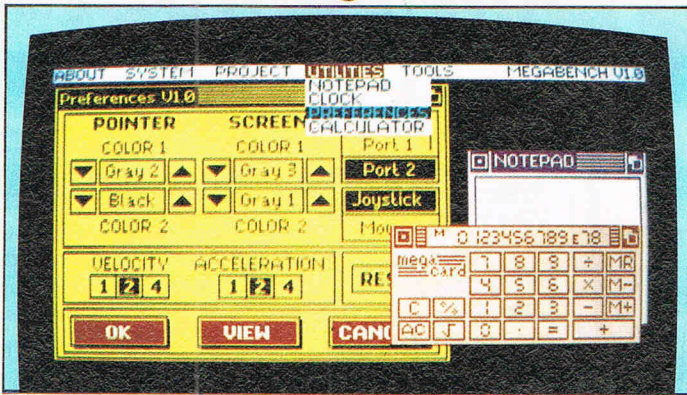 ABOUT SYSTEM PROJECT UTILITIES TOOLS MEGABENCH V1.0
NOTEPAD
CLOCK
PREFERENCES
CALCULATOR
Preferences V1.0
POINTER SCREEN
COLOR 1 COLOR 1 Port 1
Gray 2 Gray 3 Port 2
Black Gray 1 Joystick
COLOR 2 COLOR 2
VELOCITY ACCELERATION
1 2 4 1 2 4
OK VIEW
NOTEPAD
M 0123456789E78
mega card 7 8 9 ÷ MR
4 5 6 X M-
C % 1 2 3 - M+
AC √ 0 . = +